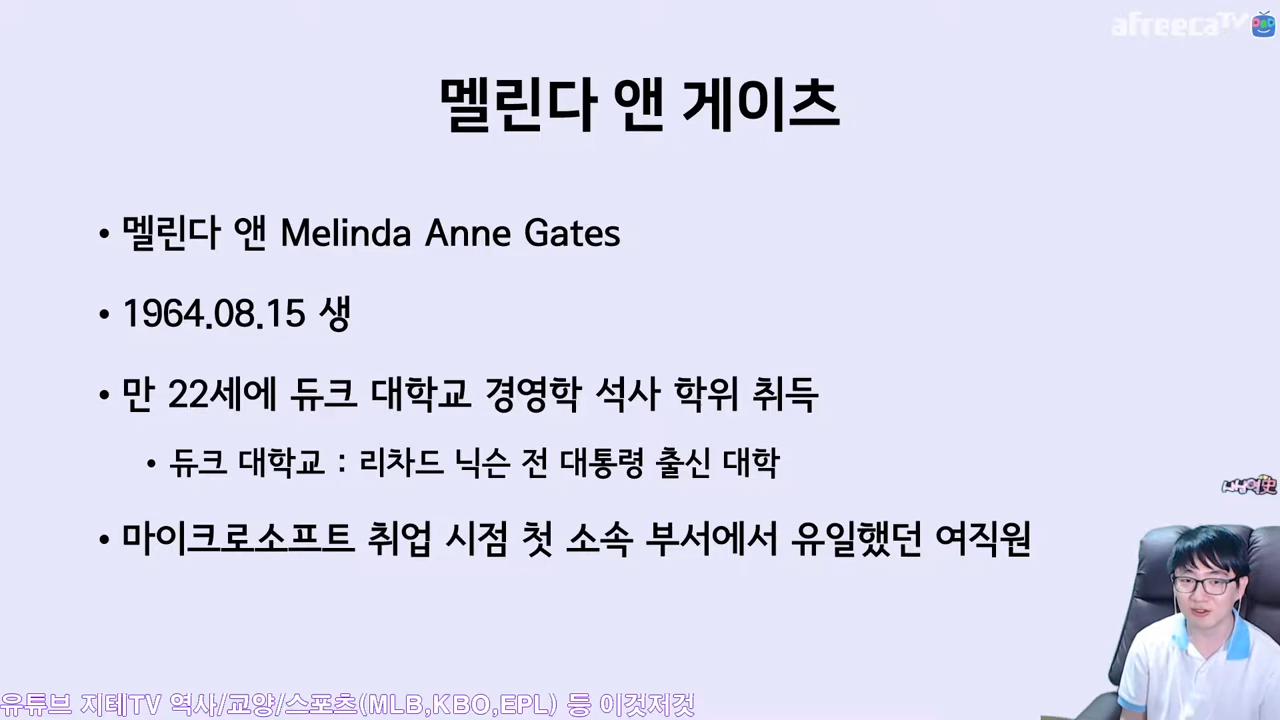 afreecaTV
멜린다 앤 게이츠
• 멜린다 앤 Melinda Anne Gates
• 1964.08.15 생
• 만 22세에 듀크 대학교 경영학 석사 학위 취득
• 듀크 대학교 : 리차드 닉슨 전 대통령 출신 대학
• 마이크로소프트 취업 시점 첫 소속 부서에서 유일했던 여직원
유튜브 지테TV 역사/교양/스포츠(MLB,KBO,EPL) 등 이것저것